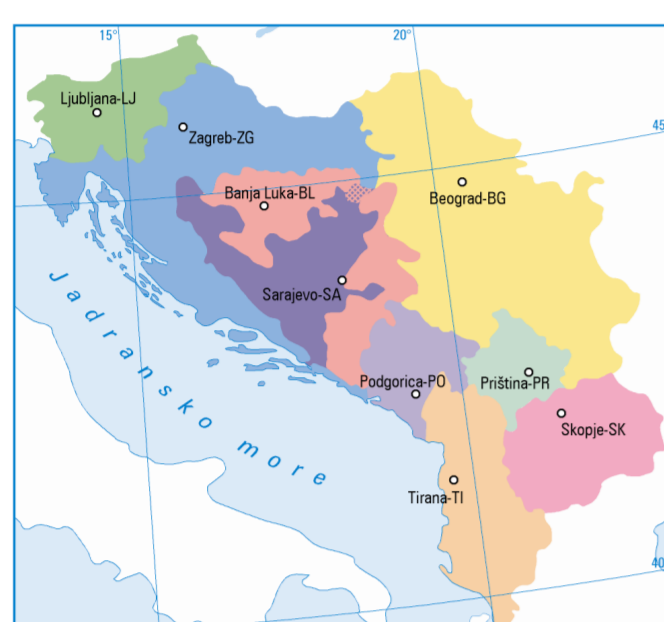 15°
20°
45
Ljubljana-LJ
Zagreb-ZG
Banja Luka-BL
Beograd-BG
Sarajevo-SA
Podgorica-PO
Priština-PR
Skopje-SK
Tirana-TI
Jadransko more
40